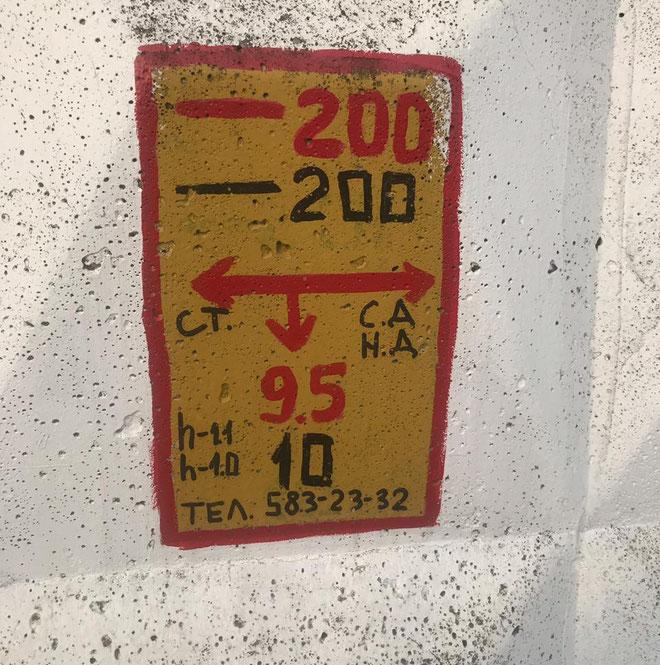 — 200
— 200
СТ. С.Д
Н.Д
9.5
h-1.1
h-1.0 10
ТЕЛ. 583-23-32